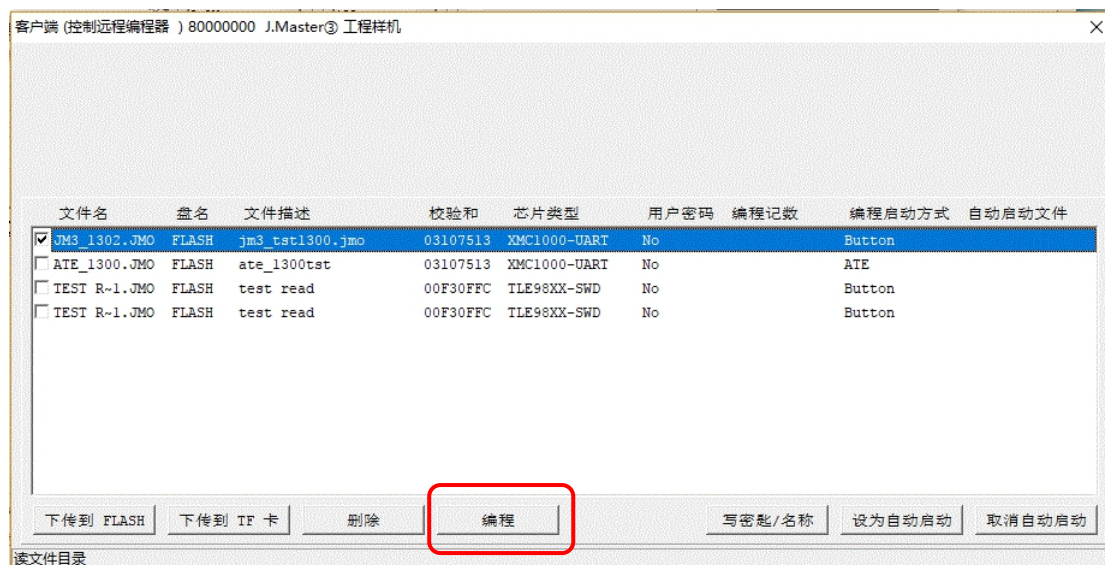 客户端 (控制远程编程器 ) 80000000 J.Master③ 工程样机
文件名 盘名 文件描述 校验和 芯片类型 用户密码 编程记数 编程启动方式 自动启动文件
JM3_1302.JMO FLASH jm3_tst1300.jmo 03107513 XMC1000-UART No Button
ATE_1300.JMO FLASH ate_1300tst 03107513 XMC1000-UART No ATE
TEST R~1.JMO FLASH test read 00F30FFC TLE98XX-SWD No Button
TEST R~1.JMO FLASH test read 00F30FFC TLE98XX-SWD No Button
下传到 FLASH 下传到 TF 卡 删除 编程 写密匙/名称 设为自动启动 取消自动启动
读文件目录